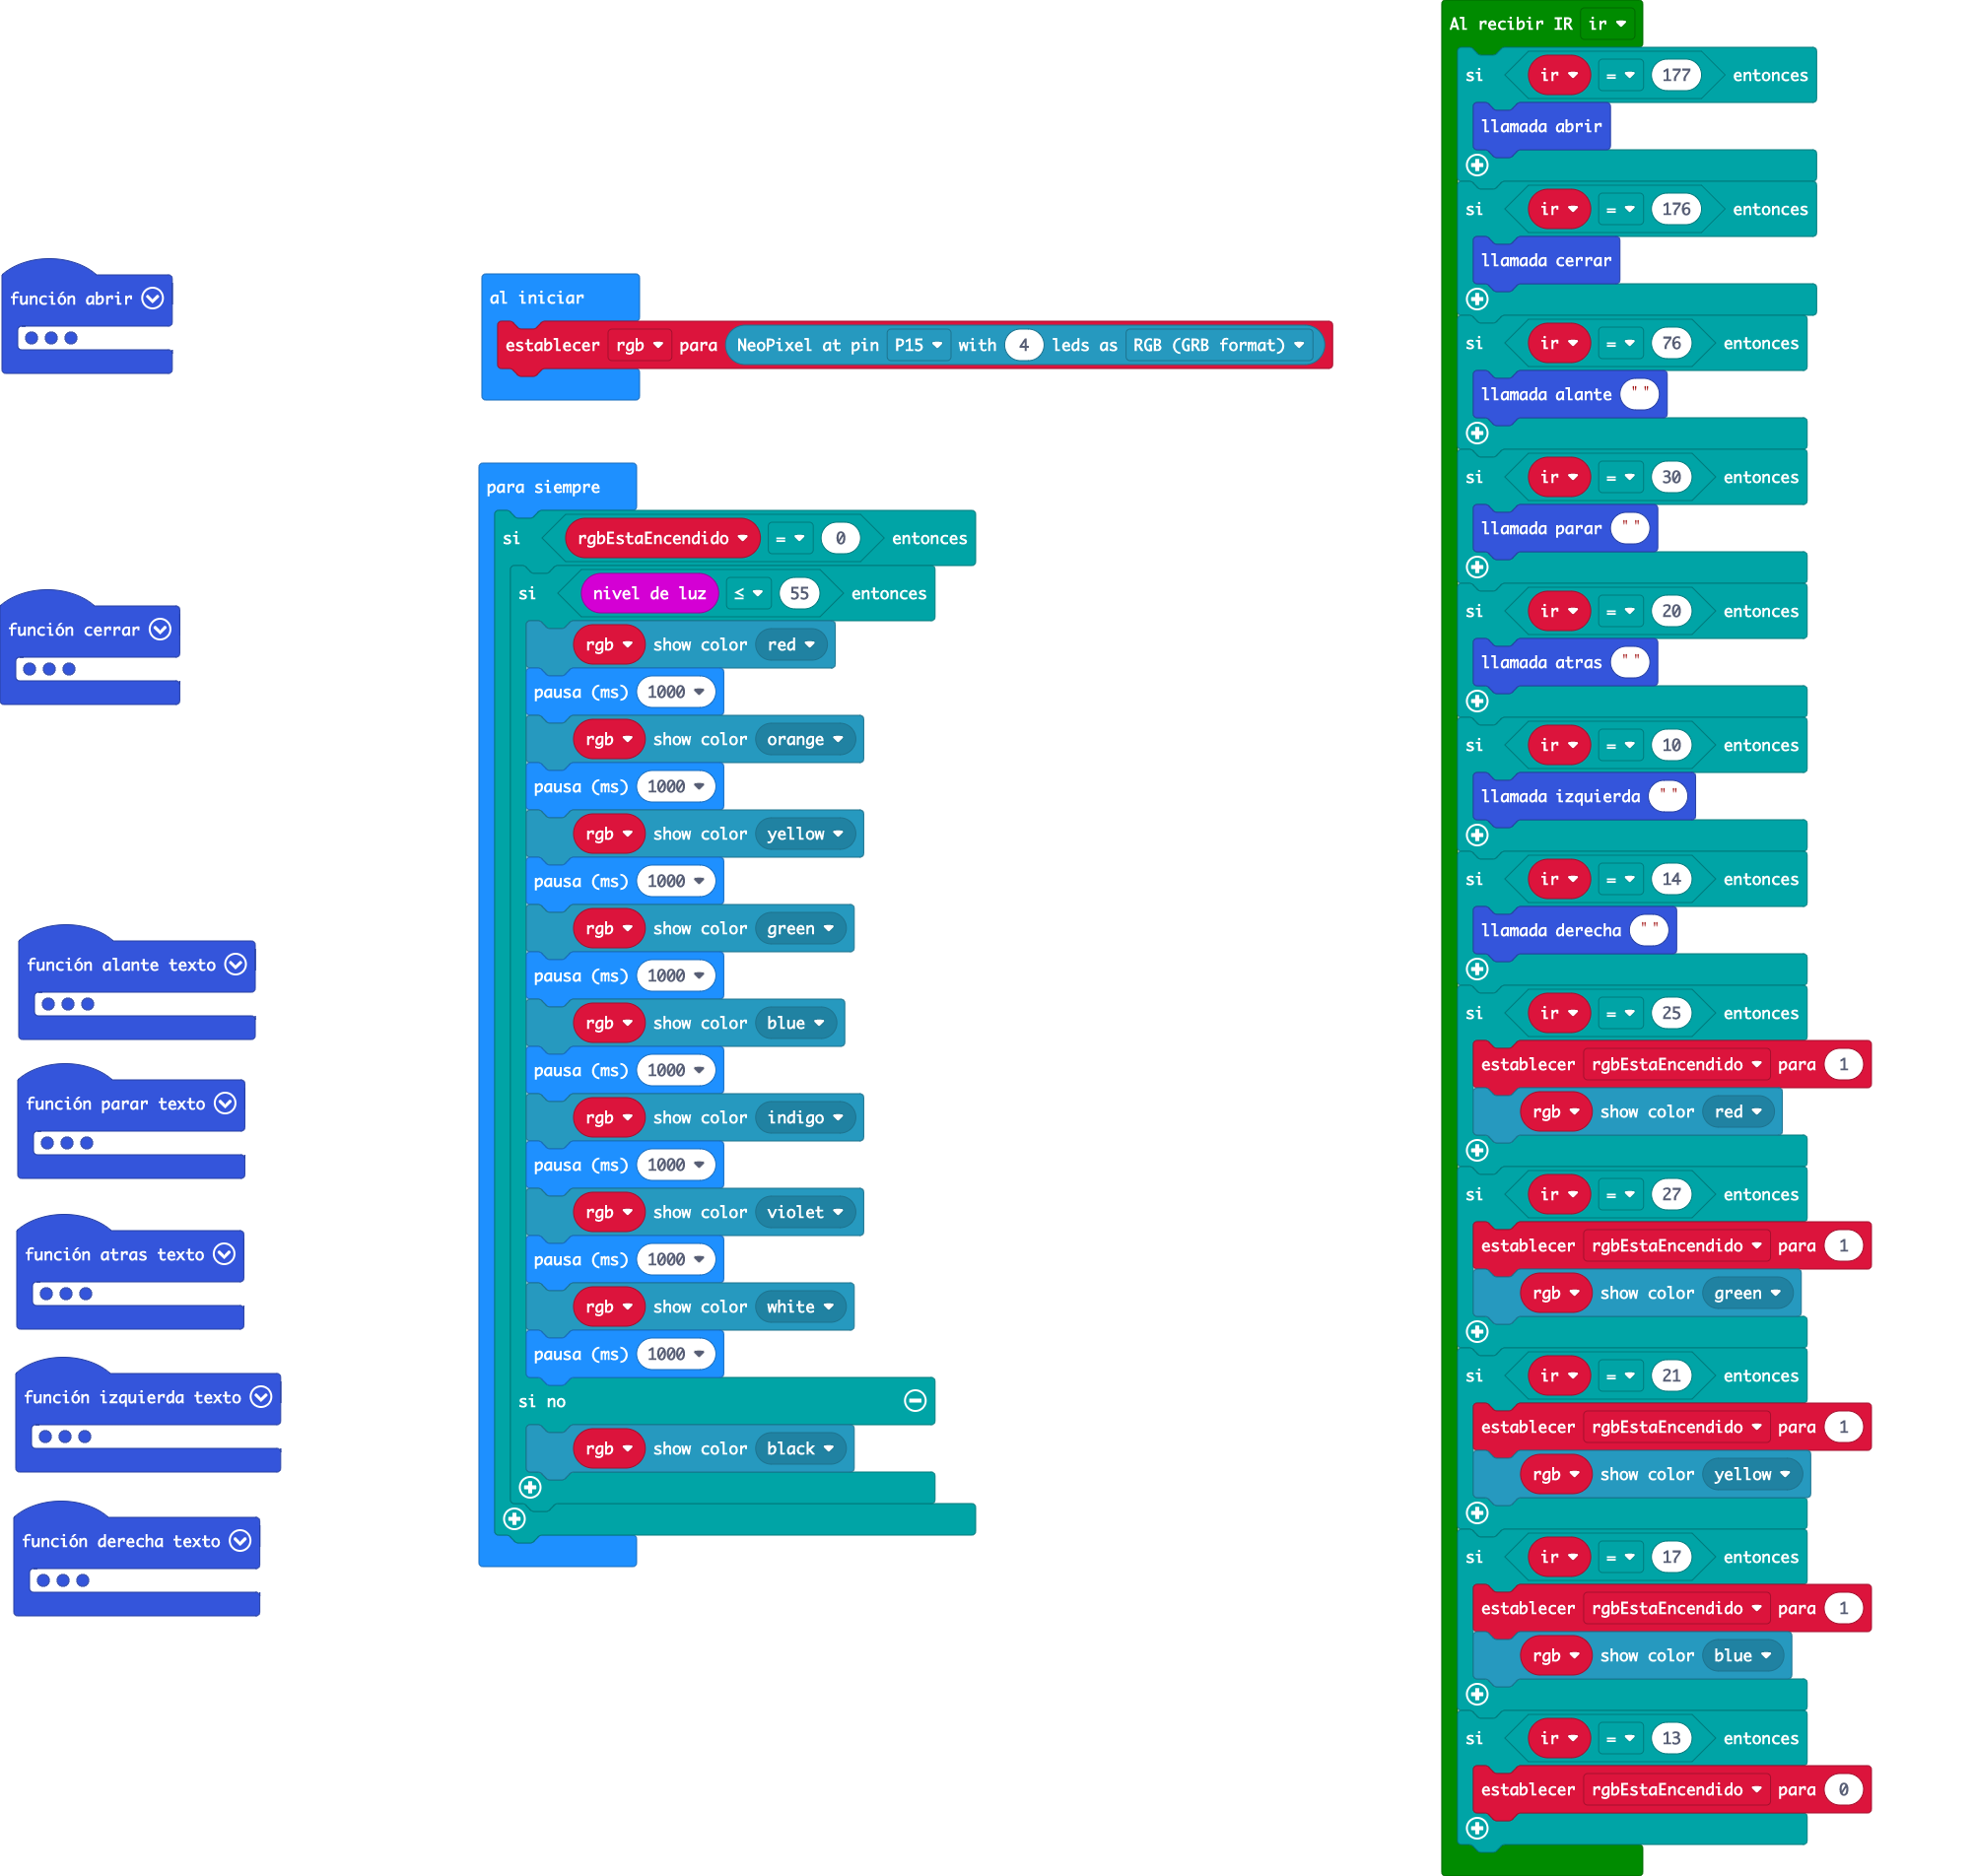 función abrir
función cerrar
función alante texto
función parar texto
función atras texto
función izquierda texto
función derecha texto
al iniciar
establecer rgb para NeoPixel at pin P15 with 4 leds as RGB (GRB format)
para siempre
si rgbEstaEncendido = 0 entonces
si nivel de luz ≤ 55 entonces
rgb show color red
pausa (ms) 1000
rgb show color orange
pausa (ms) 1000
rgb show color yellow
pausa (ms) 1000
rgb show color green
pausa (ms) 1000
rgb show color blue
pausa (ms) 1000
rgb show color indigo
pausa (ms) 1000
rgb show color violet
pausa (ms) 1000
rgb show color white
pausa (ms) 1000
si no
rgb show color black
Al recibir IR ir
si ir = 177 entonces
llamada abrir
si ir = 176 entonces
llamada cerrar
si ir = 76 entonces
llamada alante " "
si ir = 30 entonces
llamada parar " "
si ir = 20 entonces
llamada atras " "
si ir = 10 entonces
llamada izquierda " "
si ir = 14 entonces
llamada derecha " "
si ir = 25 entonces
establecer rgbEstaEncendido para 1
rgb show color red
si ir = 27 entonces
establecer rgbEstaEncendido para 1
rgb show color green
si ir = 21 entonces
establecer rgbEstaEncendido para 1
rgb show color yellow
si ir = 17 entonces
establecer rgbEstaEncendido para 1
rgb show color blue
si ir = 13 entonces
establecer rgbEstaEncendido para 0